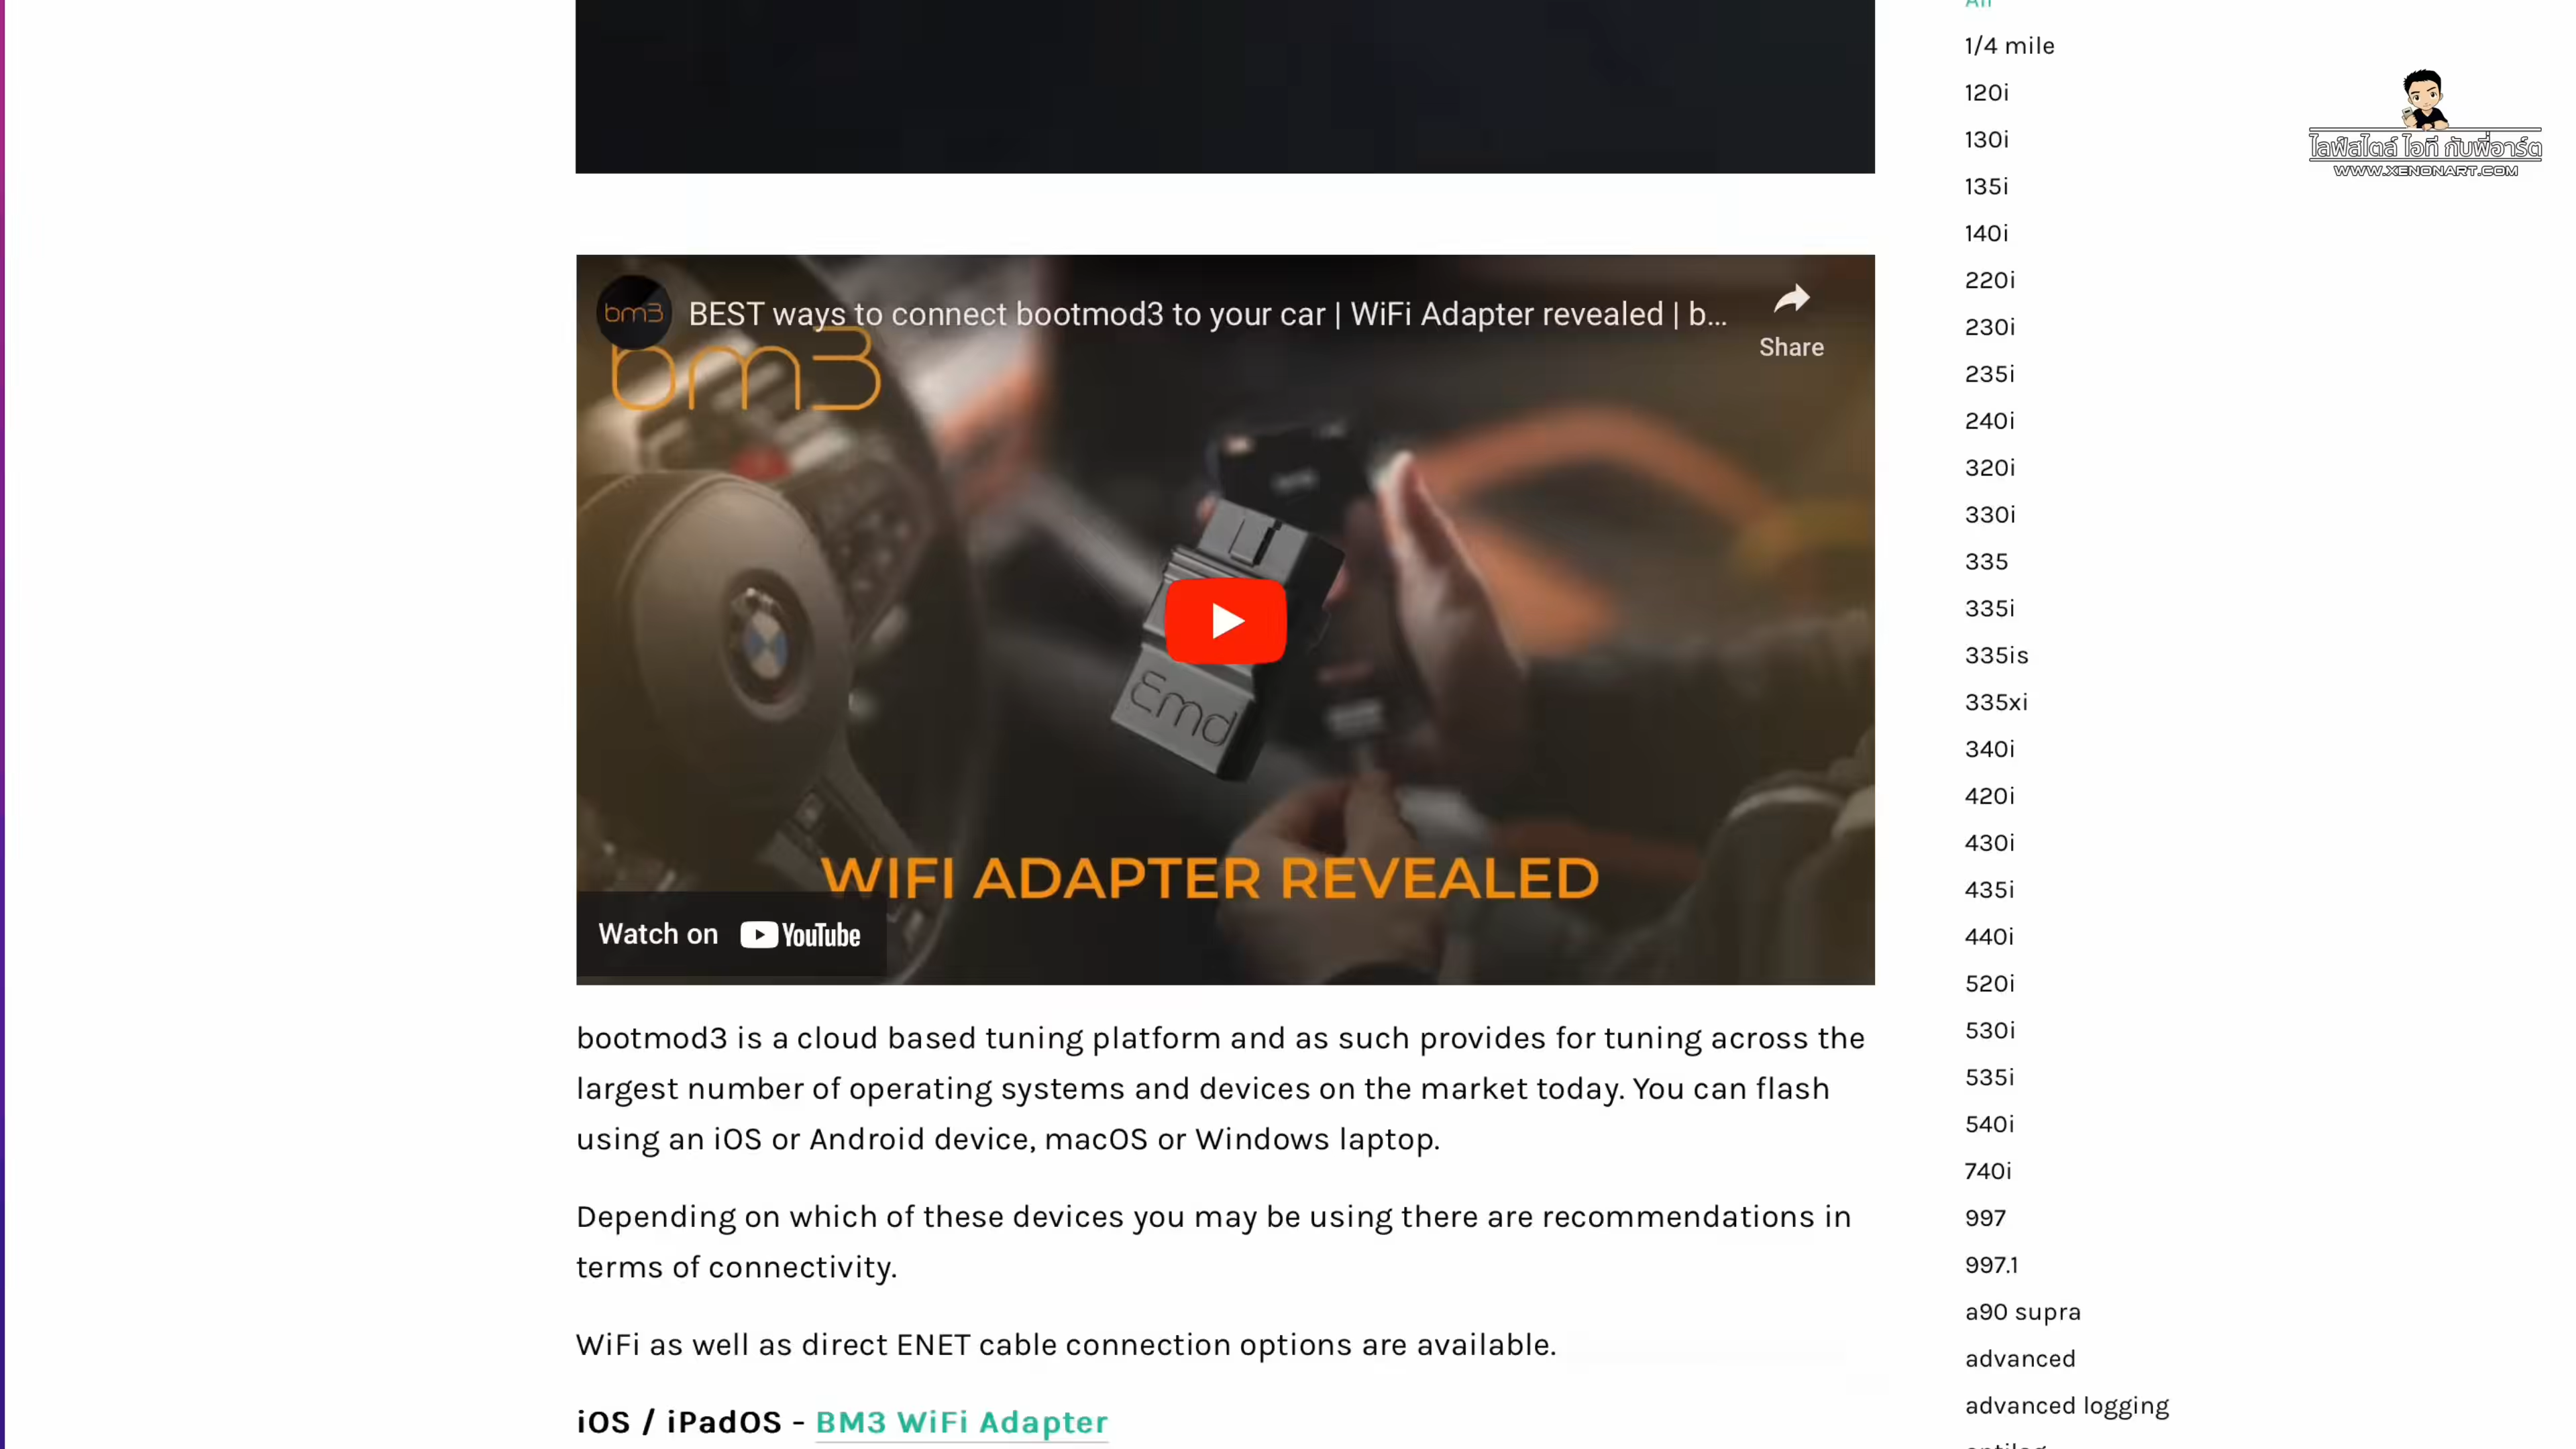 1/4 mile
120i
130i
135i
140i
220i
230i
235i
240i
320i
330i
335
335i
335is
335xi
340i
420i
430i
435i
440i
520i
530i
535i
540i
740i
997
997.1
a90 supra
advanced
advanced logging
ไลฟ์สไตล์ ไอที กับพี่อาร์ต
WWW.XENONART.COM
bm3
BEST ways to connect bootmod3 to your car | WiFi Adapter revealed | b...
Share
bm3
bm3
WIFI ADAPTER REVEALED
Watch on YouTube
bootmod3 is a cloud based tuning platform and as such provides for tuning across the
largest number of operating systems and devices on the market today. You can flash
using an iOS or Android device, macOS or Windows laptop.
Depending on which of these devices you may be using there are recommendations in
terms of connectivity.
WiFi as well as direct ENET cable connection options are available.
iOS / iPadOS - BM3 WiFi Adapter